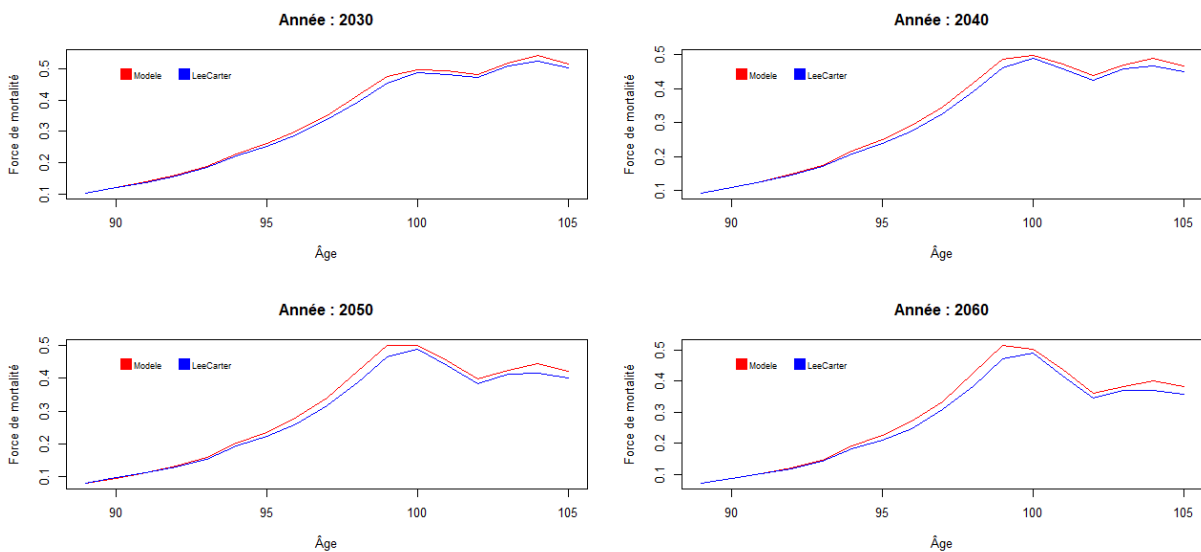 Année : 2030
Modele LeeCarter
Force de mortalité
0.1 0.2 0.3 0.4 0.5
90 95 100 105
Âge
Année : 2040
Modele LeeCarter
Force de mortalité
0.1 0.2 0.3 0.4 0.5
90 95 100 105
Âge
Année : 2050
Modele LeeCarter
Force de mortalité
0.1 0.2 0.3 0.4 0.5
90 95 100 105
Âge
Année : 2060
Modele LeeCarter
Force de mortalité
0.1 0.2 0.3 0.4 0.5
90 95 100 105
Âge